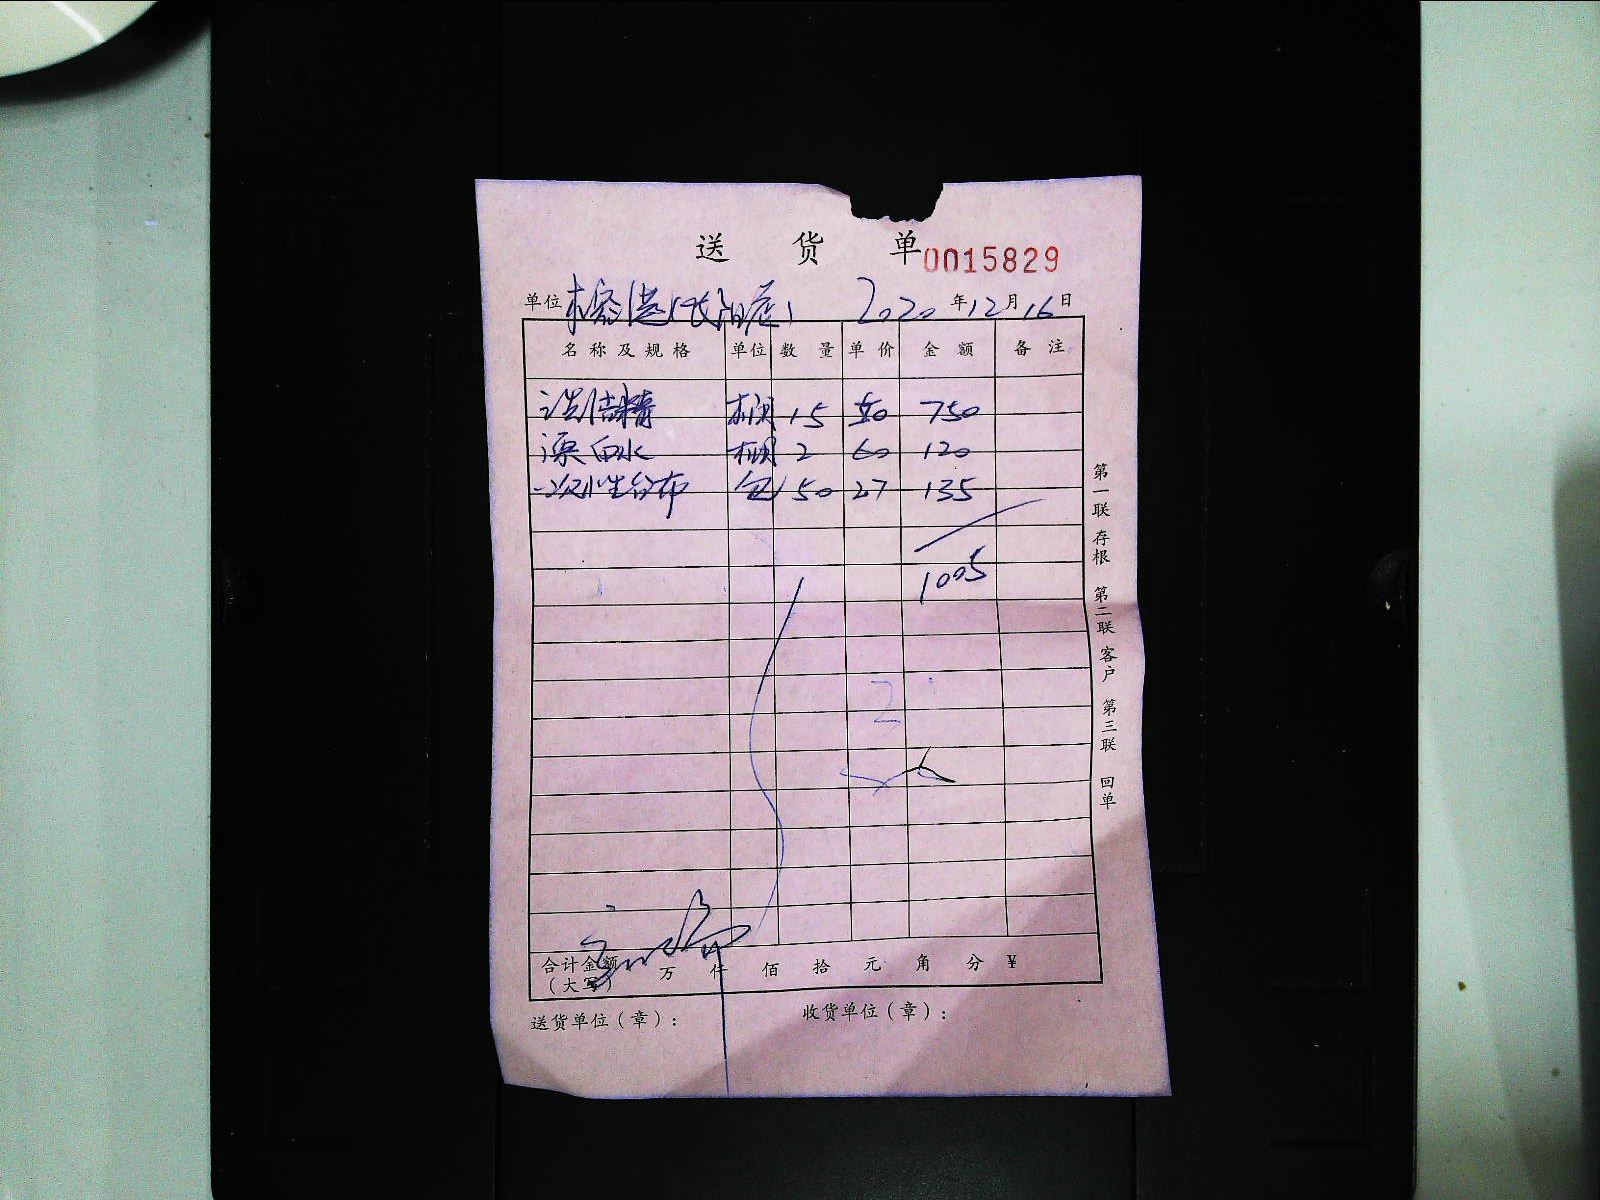 送 货 单 0015829
单位 2020 年 12 月 16 日
名称及规格 单位 数量 单价 金额 备注
洗洁精 桶 15 50 750
漂白水 桶 2 60 120
一次性台布 包 50 27 135
1005
合计金额（大写） 万 仟 佰 拾 元 角 分 ¥
送货单位（章）： 收货单位（章）：
第一联 存根 第二联 客户 第三联 回单